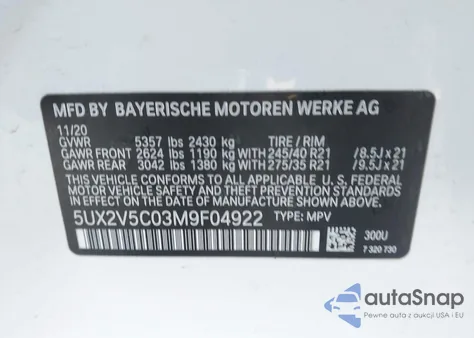 MFD BY BAYERISCHE MOTOREN WERKE AG
11/20
GVWR 5357 lbs 2430 kg TIRE / RIM
GAWR FRONT 2624 lbs 1190 kg WITH 245/40 R21 /8.5J x 21
GAWR REAR 3042 lbs 1380 kg WITH 275/35 R21 /9.5J x 21
THIS VEHICLE CONFORMS TO ALL APPLICABLE U. S. FEDERAL
MOTOR VEHICLE SAFETY, BUMPER, AND THEFT PREVENTION
STANDARDS IN EFFECT ON THE DATE OF MANUFACTURE SHOWN ABOVE.
5UX2V5C03M9F04922 TYPE: MPV
300U
7 320 730
autoSnap
Pewne auta z aukcji USA i EU